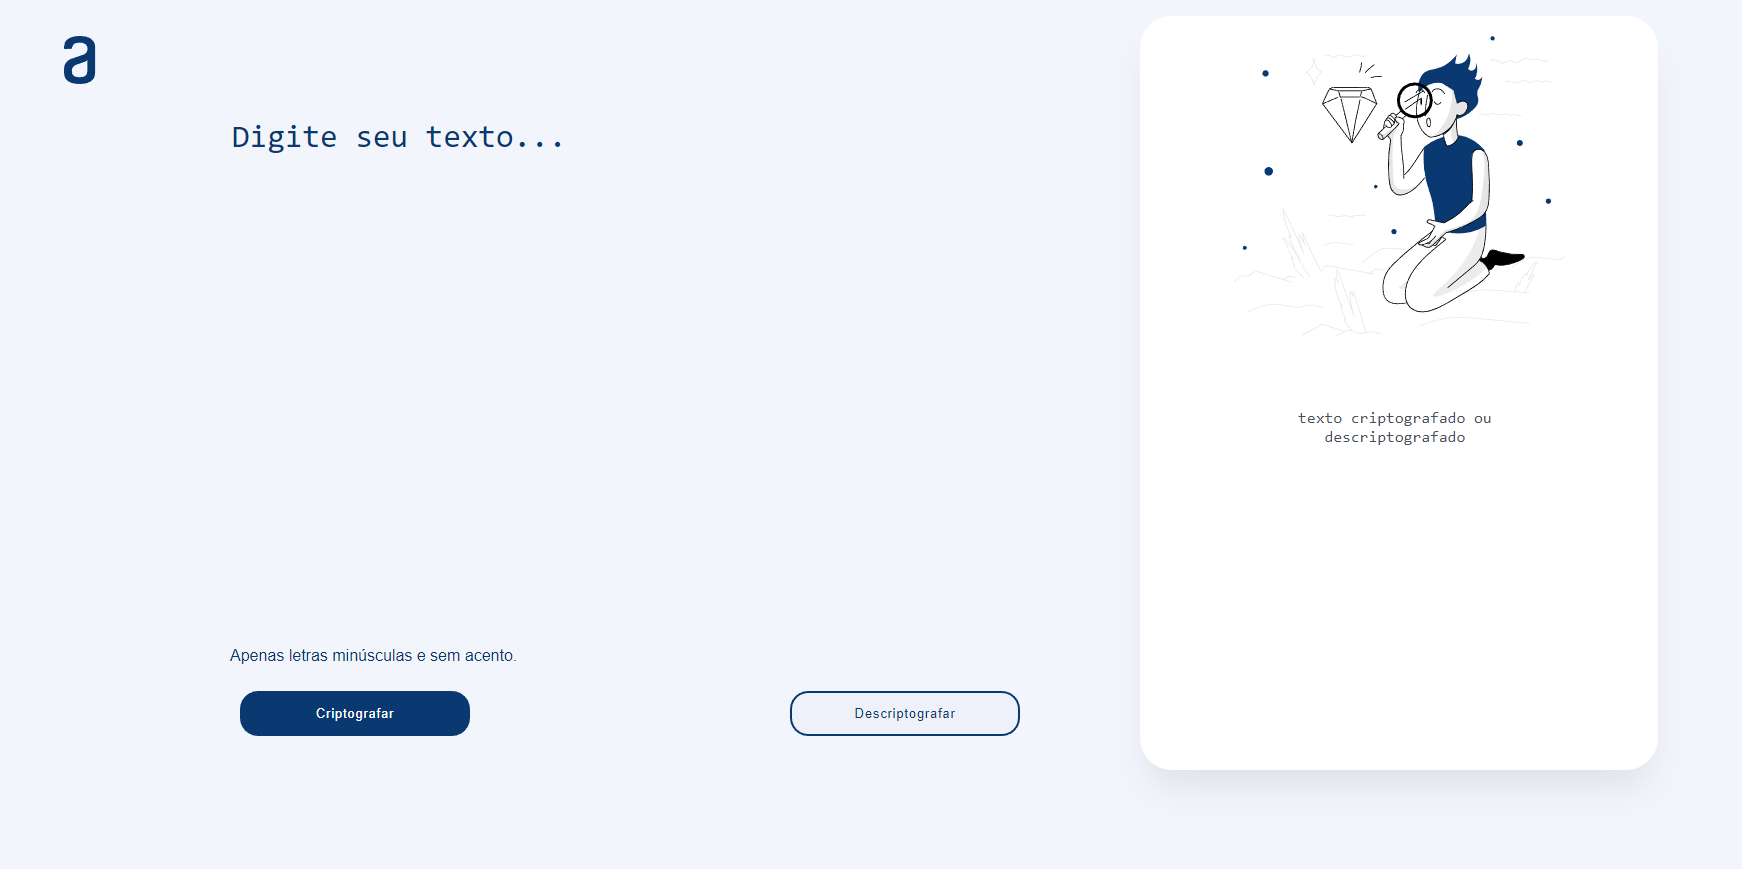 a
Digite seu texto...
texto criptografado ou
descriptografado
Apenas letras minúsculas e sem acento.
Criptografar
Descriptografar